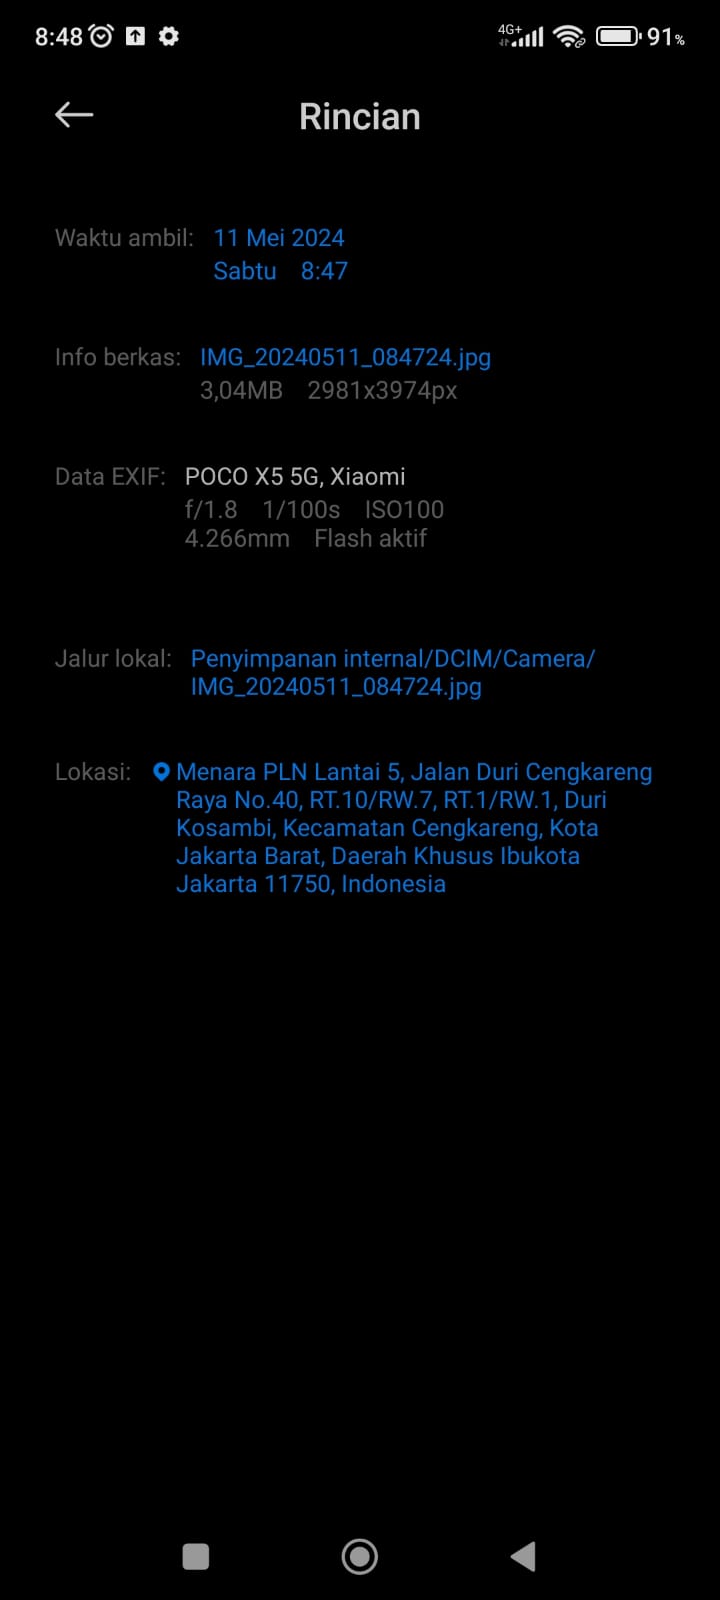 8:48 4G+ 91%
Rincian
Waktu ambil: 11 Mei 2024
Sabtu 8:47
Info berkas: IMG_20240511_084724.jpg
3,04MB 2981x3974px
Data EXIF: POCO X5 5G, Xiaomi
f/1.8 1/100s ISO100
4.266mm Flash aktif
Jalur lokal: Penyimpanan internal/DCIM/Camera/
IMG_20240511_084724.jpg
Lokasi: Menara PLN Lantai 5, Jalan Duri Cengkareng
Raya No.40, RT.10/RW.7, RT.1/RW.1, Duri
Kosambi, Kecamatan Cengkareng, Kota
Jakarta Barat, Daerah Khusus Ibukota
Jakarta 11750, Indonesia